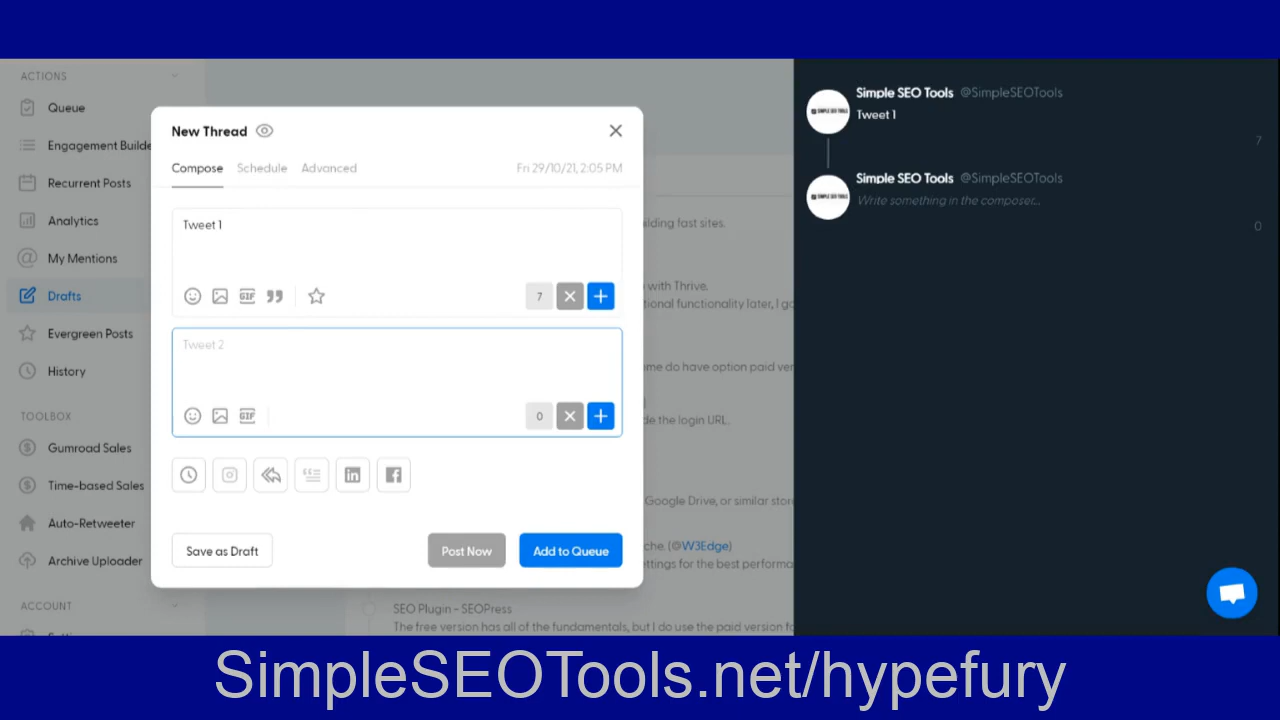 ACTIONS
Queue
Engagement Builde
Recurrent Posts
Analytics
My Mentions
Drafts
Evergreen Posts
History
TOOLBOX
Gumroad Sales
Time-based Sales
Auto-Retweeter
Archive Uploader
ACCOUNT
New Thread
Compose Schedule Advanced Fri 29/10/21, 2:05 PM
Tweet 1
GIF 7
Tweet 2
GIF 0
Save as Draft Post Now Add to Queue
ilding fast sites.
with Thrive.
tional functionality later, I go
me do have option paid ver
de the login URL.
Google Drive, or similar stor
che. (@W3Edge)
ettings for the best performa
SEO Plugin - SEOPress
The free version has all of the fundamentals, but I do use the paid version fo
Simple SEO Tools @SimpleSEOTools
Tweet 1
7
Simple SEO Tools @SimpleSEOTools
Write something in the composer...
0
SimpleSEOTools.net/hypefury